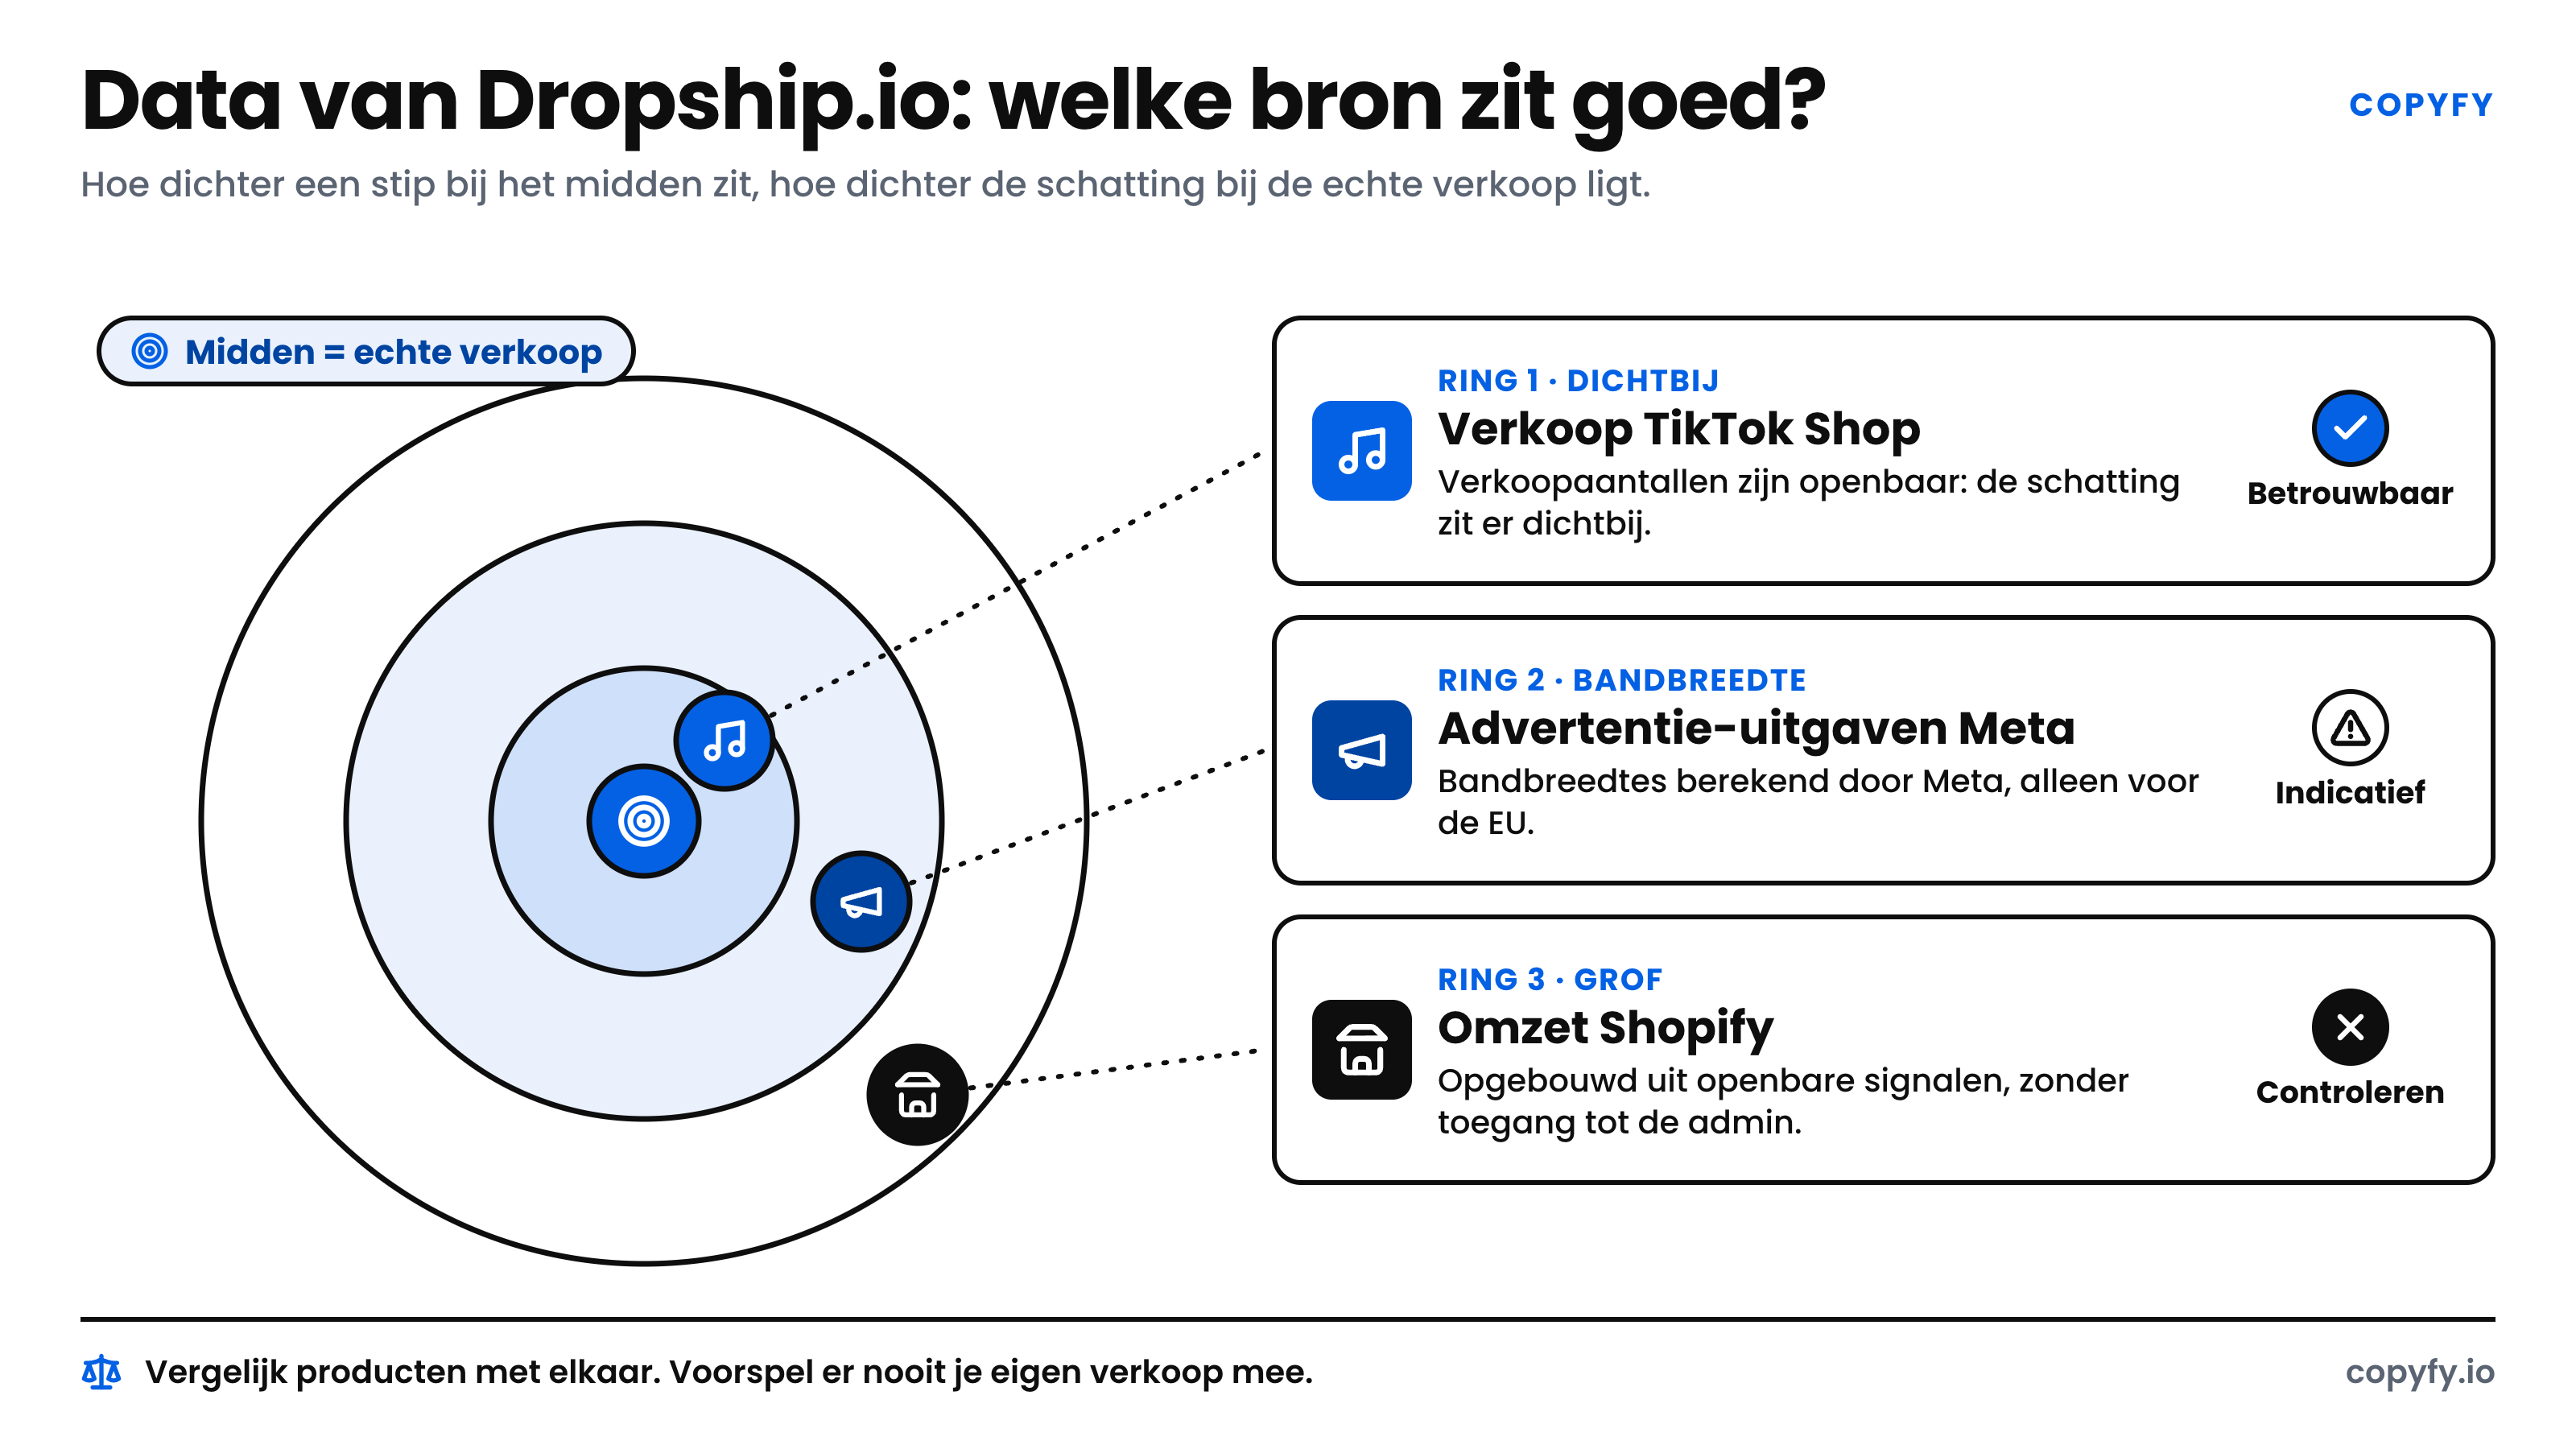 Data van Dropship.io: welke bron zit goed?
COPYFY
Hoe dichter een stip bij het midden zit, hoe dichter de schatting bij de echte verkoop ligt.
Midden = echte verkoop
RING 1 · DICHTBIJ
Verkoop TikTok Shop
Verkoopaantallen zijn openbaar: de schatting
zit er dichtbij.
Betrouwbaar
RING 2 · BANDBREEDTE
Advertentie-uitgaven Meta
Bandbreedtes berekend door Meta, alleen voor
de EU.
Indicatief
RING 3 · GROF
Omzet Shopify
Opgebouwd uit openbare signalen, zonder
toegang tot de admin.
Controleren
Vergelijk producten met elkaar. Voorspel er nooit je eigen verkoop mee.
copyfy.io